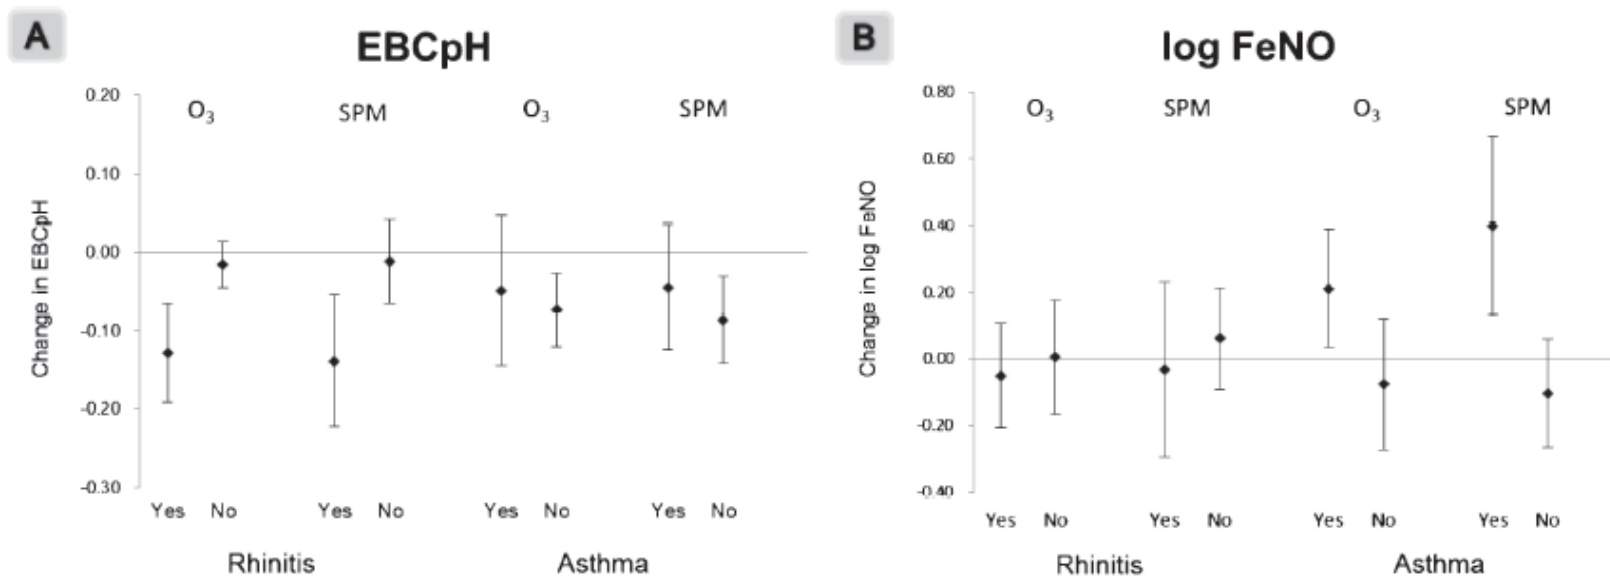 A
EBCpH
O3 SPM O3 SPM
Change in EBCpH
0.20
0.10
0.00
-0.10
-0.20
-0.30
Yes No Yes No Yes No Yes No
Rhinitis Asthma
B
log FeNO
O3 SPM O3 SPM
Change in log FeNO
0.80
0.60
0.40
0.20
0.00
-0.20
-0.40
Yes No Yes No Yes No Yes No
Rhinitis Asthma